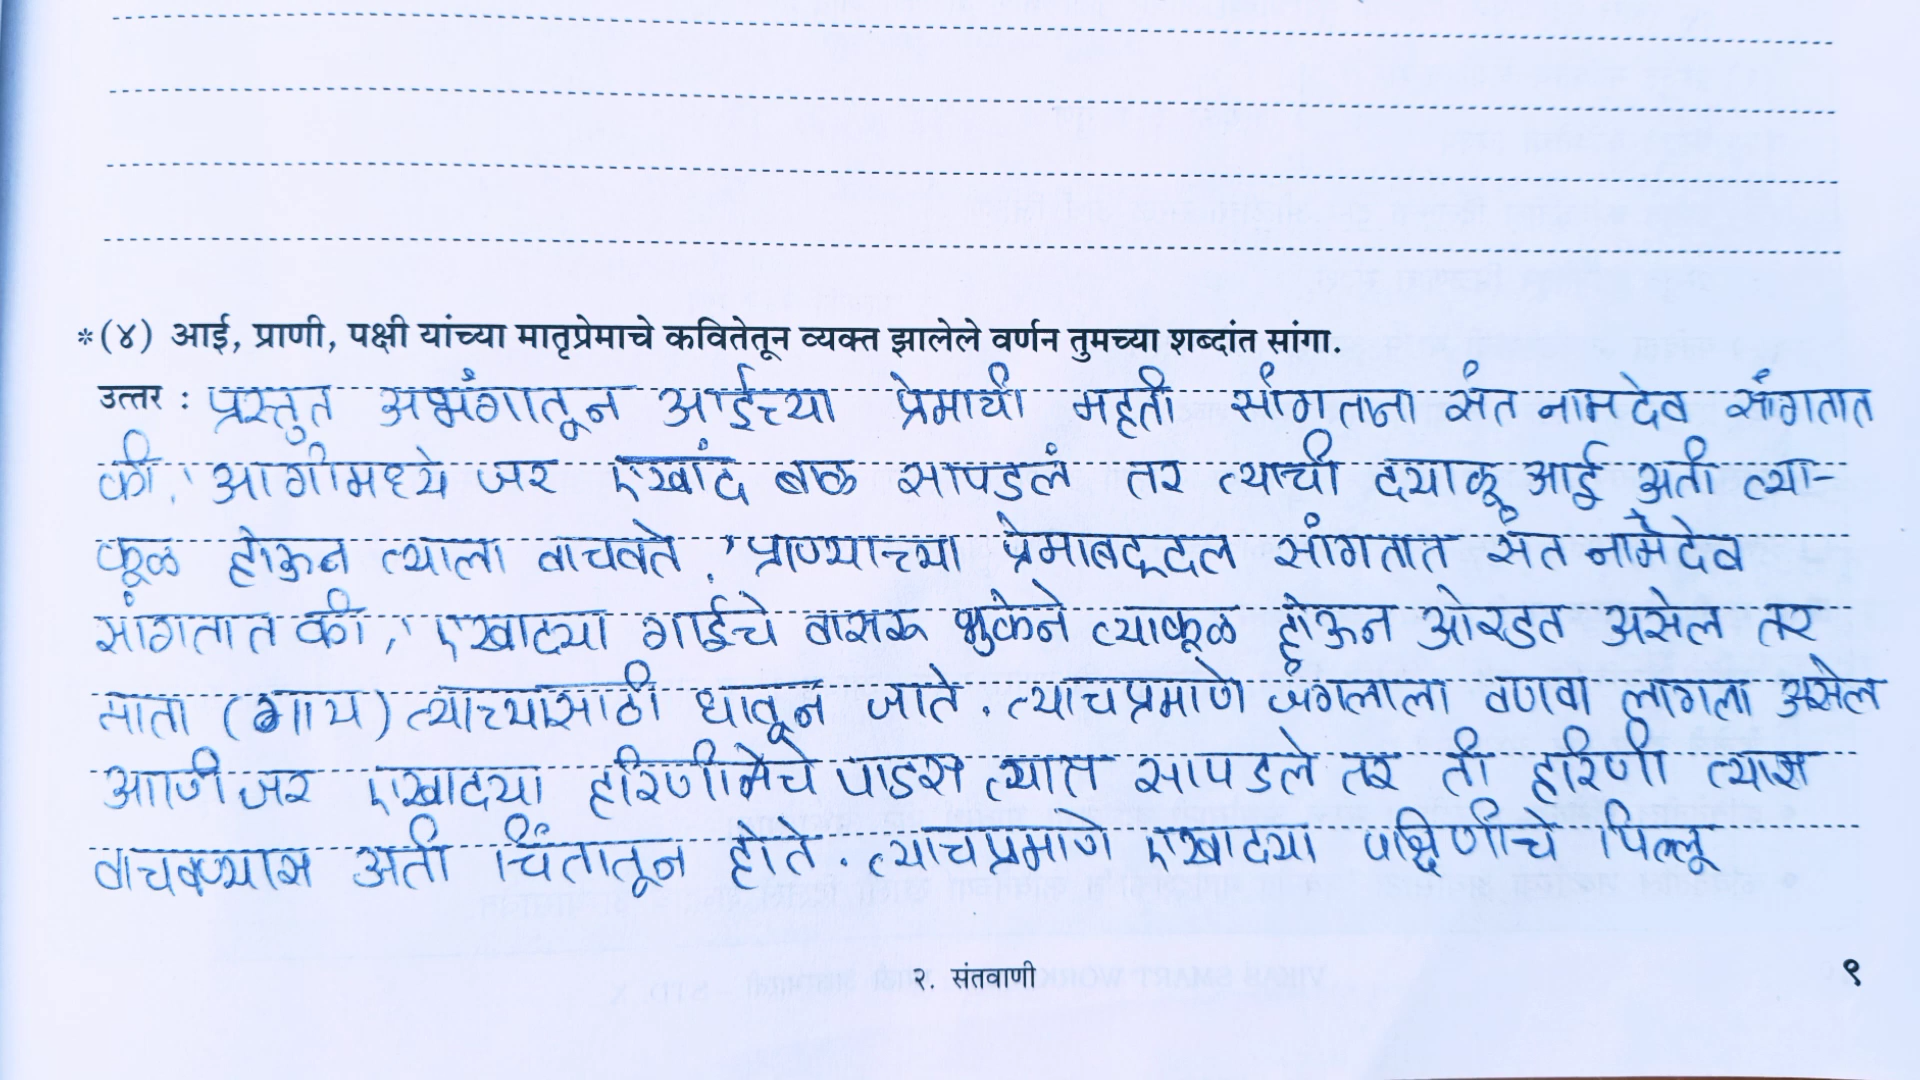 *(४) आई, प्राणी, पक्षी यांच्या मातृप्रेमाचे कवितेतून व्यक्त झालेले वर्णन तुमच्या शब्दांत सांगा.
उत्तर : प्रस्तुत अभंगातून आईच्या प्रेमाची महती सांगताना संत नामदेव सांगतात
की, 'आगीमध्ये जर एखादं बाळ सापडलं तर त्याची दयाळू आई अती व्या-
कूळ होऊन त्याला वाचवते. 'प्राण्याच्या प्रेमाबद्दल सांगतात संत नामदेव
सांगतात की, 'एखाद्या गाईचे वासरू भुकेने व्याकूळ होऊन ओरडत असेल तर
माता (गाय) त्याच्यासाठी धावून जाते. त्याचप्रमाणे जंगलाला वणवा लागला असेल
आणि जर एखाद्या पाडस त्यात सापडले तर ती हरिणी त्यास
वाचवण्यास अती चिंतातून होते. त्याचप्रमाणे एखाद्या पक्षिणीचे पिल्लू
२. संतवाणी
९